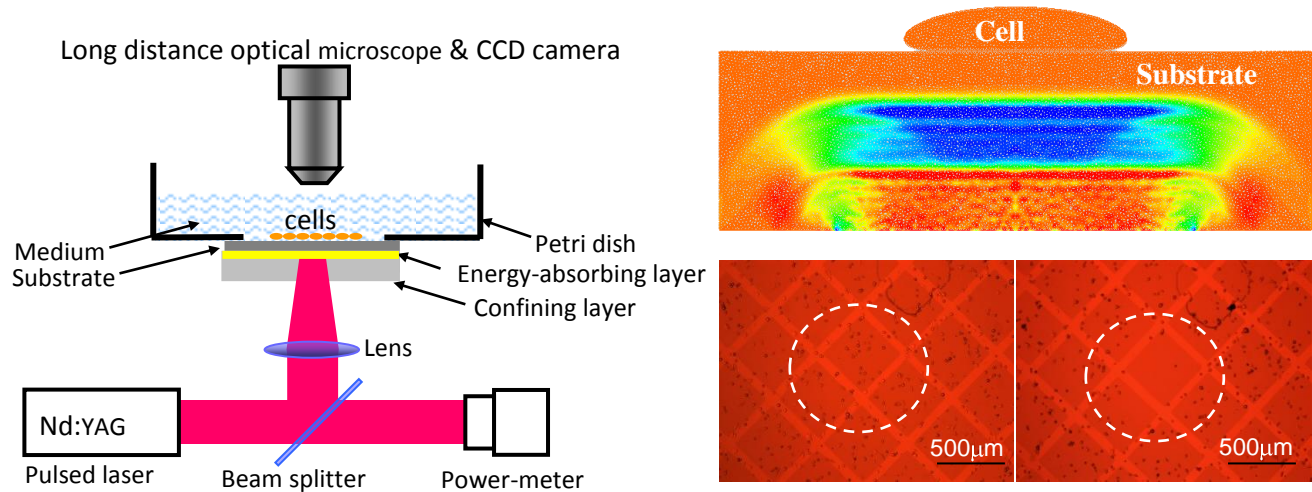 Long distance optical microscope & CCD camera
cells
Medium
Substrate
Petri dish
Energy-absorbing layer
Confining layer
Lens
Nd:YAG
Pulsed laser
Beam splitter
Power-meter
Cell
Substrate
500μm
500μm